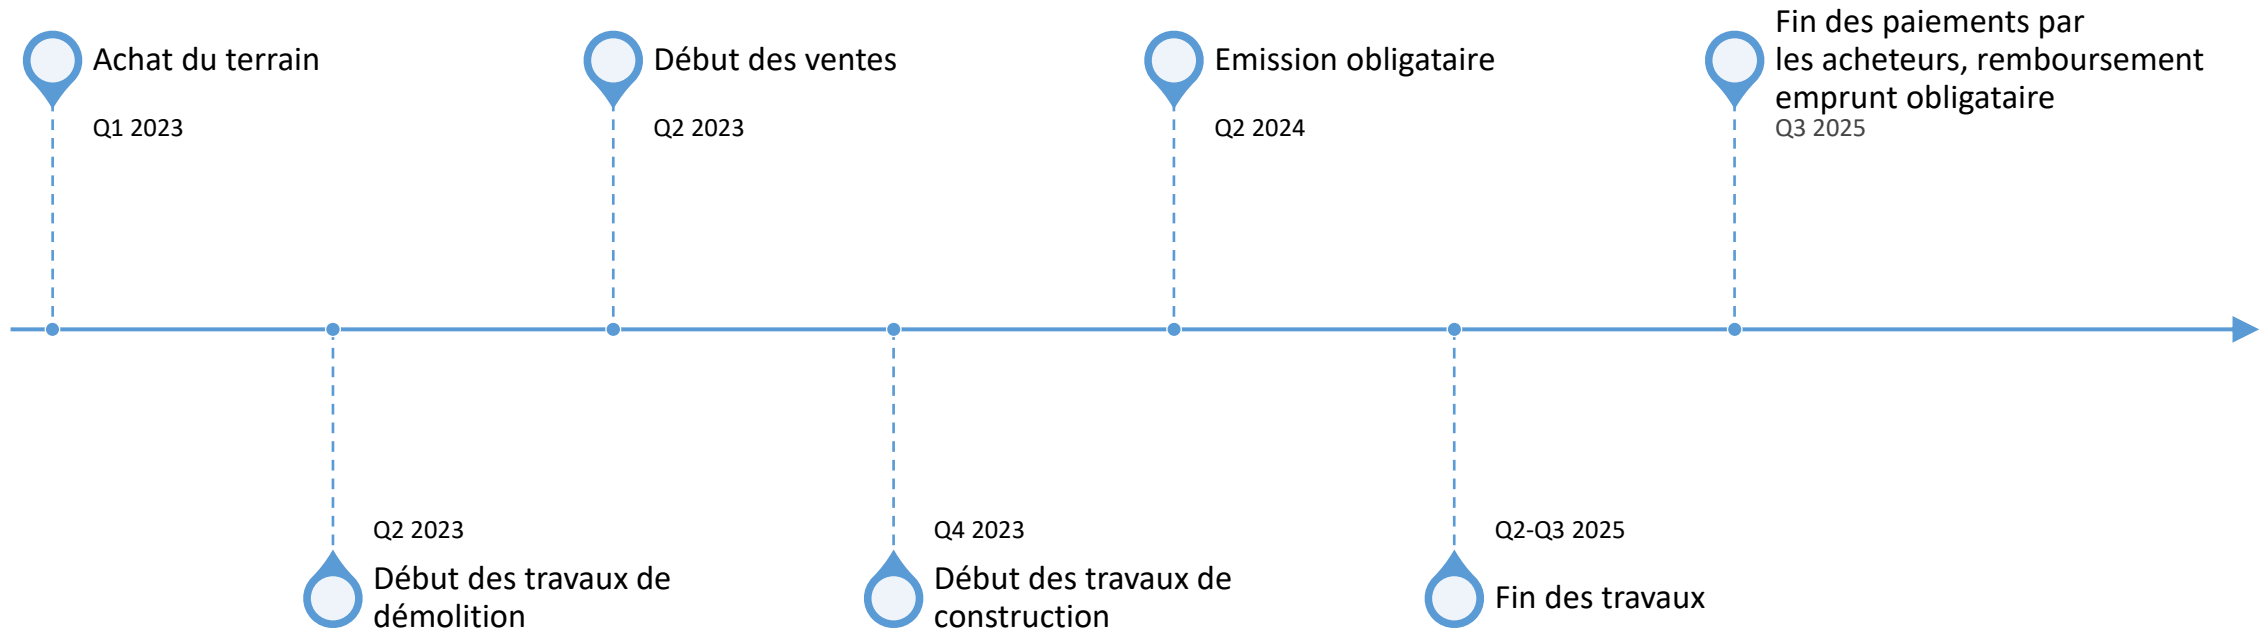 Achat du terrain
Q1 2023
Début des ventes
Q2 2023
Emission obligataire
Q2 2024
Fin des paiements par
les acheteurs, remboursement
emprunt obligataire
Q3 2025
Q2 2023
Début des travaux de
démolition
Q4 2023
Début des travaux de
construction
Q2-Q3 2025
Fin des travaux